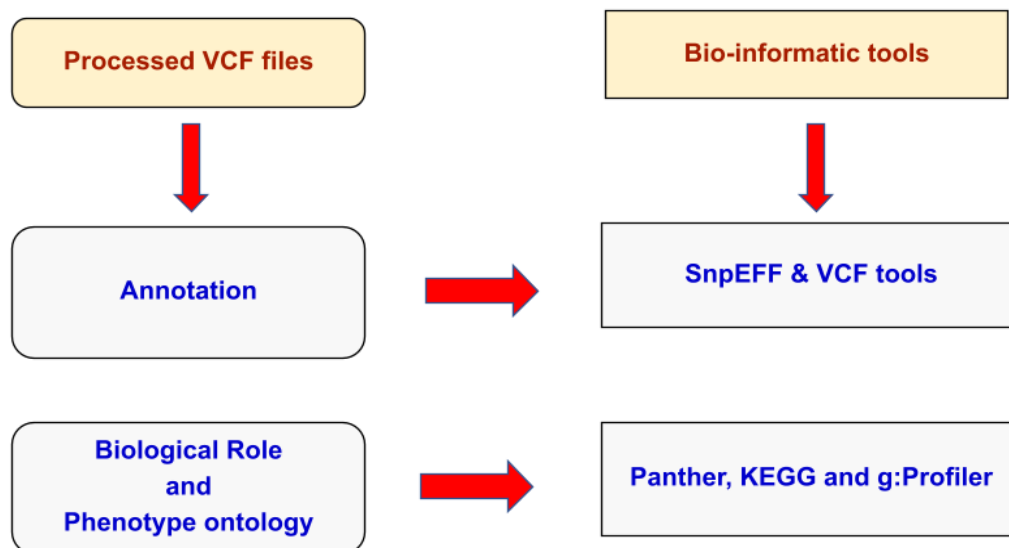 Processed VCF files
Bio-informatic tools
Annotation
SnpEFF & VCF tools
Biological Role
and
Phenotype ontology
Panther, KEGG and g:Profiler